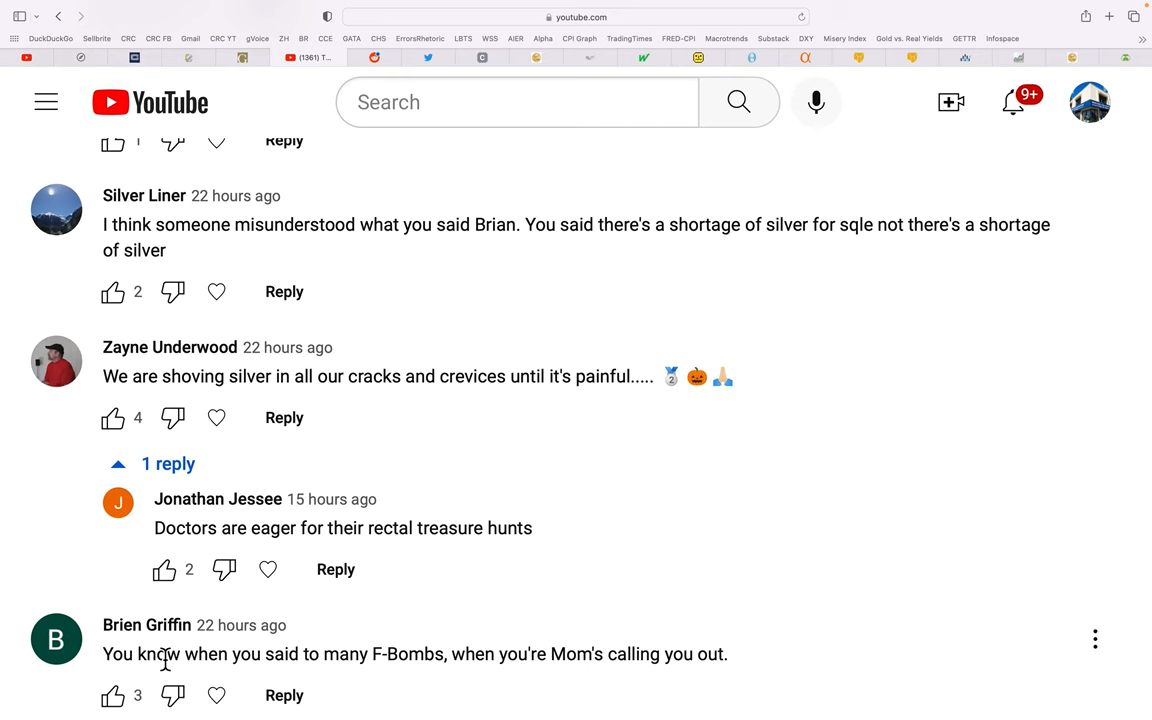 youtube.com
DuckDuckGo Sellbrite CRC CRC FB Gmail CRC YT gVoice ZH BR CCE GATA CHS ErrorsRhetoric LBTS WSS AIER Alpha CPI Graph TradingTimes FRED-CPI Macrotrends Substack DXY Misery Index Gold vs. Real Yields GETTR Infospace
(1361) T...
YouTube
Search
9+
1 Reply
Silver Liner 22 hours ago
I think someone misunderstood what you said Brian. You said there's a shortage of silver for sqle not there's a shortage
of silver
2 Reply
Zayne Underwood 22 hours ago
We are shoving silver in all our cracks and crevices until it's painful..... 🥈 🎃 🙏🏼
4 Reply
1 reply
J
Jonathan Jessee 15 hours ago
Doctors are eager for their rectal treasure hunts
2 Reply
B
Brien Griffin 22 hours ago
You know when you said to many F-Bombs, when you're Mom's calling you out.
3 Reply